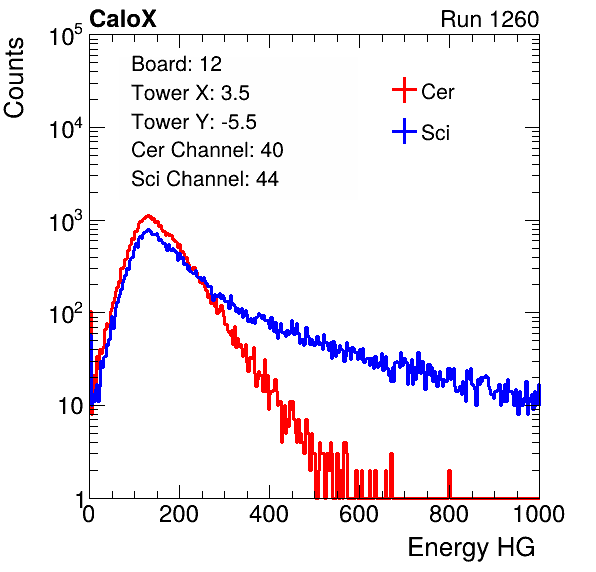 CaloX Run 1260
Counts
Board: 12
Tower X: 3.5
Tower Y: -5.5
Cer Channel: 40
Sci Channel: 44
Cer
Sci
10^5
10^4
10^3
10^2
10
1
0 200 400 600 800 1000
Energy HG